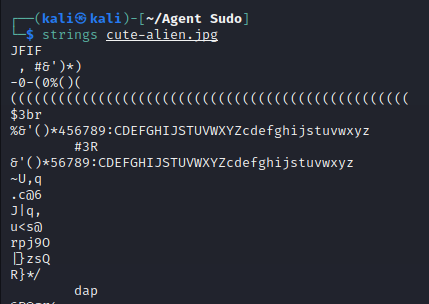 ┌──(kali㉿kali)-[~/Agent Sudo]
└─$ strings cute-alien.jpg
JFIF
, #&')*)
-0-(0%()(
((((((((((((((((((((((((((((((((((((((((((((((((((
$3br
%&'()*456789:CDEFGHIJSTUVWXYZcdefghijstuvwxyz
#3R
&'()*56789:CDEFGHIJSTUVWXYZcdefghijstuvwxyz
~U,q
.c@6
J|q,
u<s@
rpj9O
[}zsQ
R}*/
dap